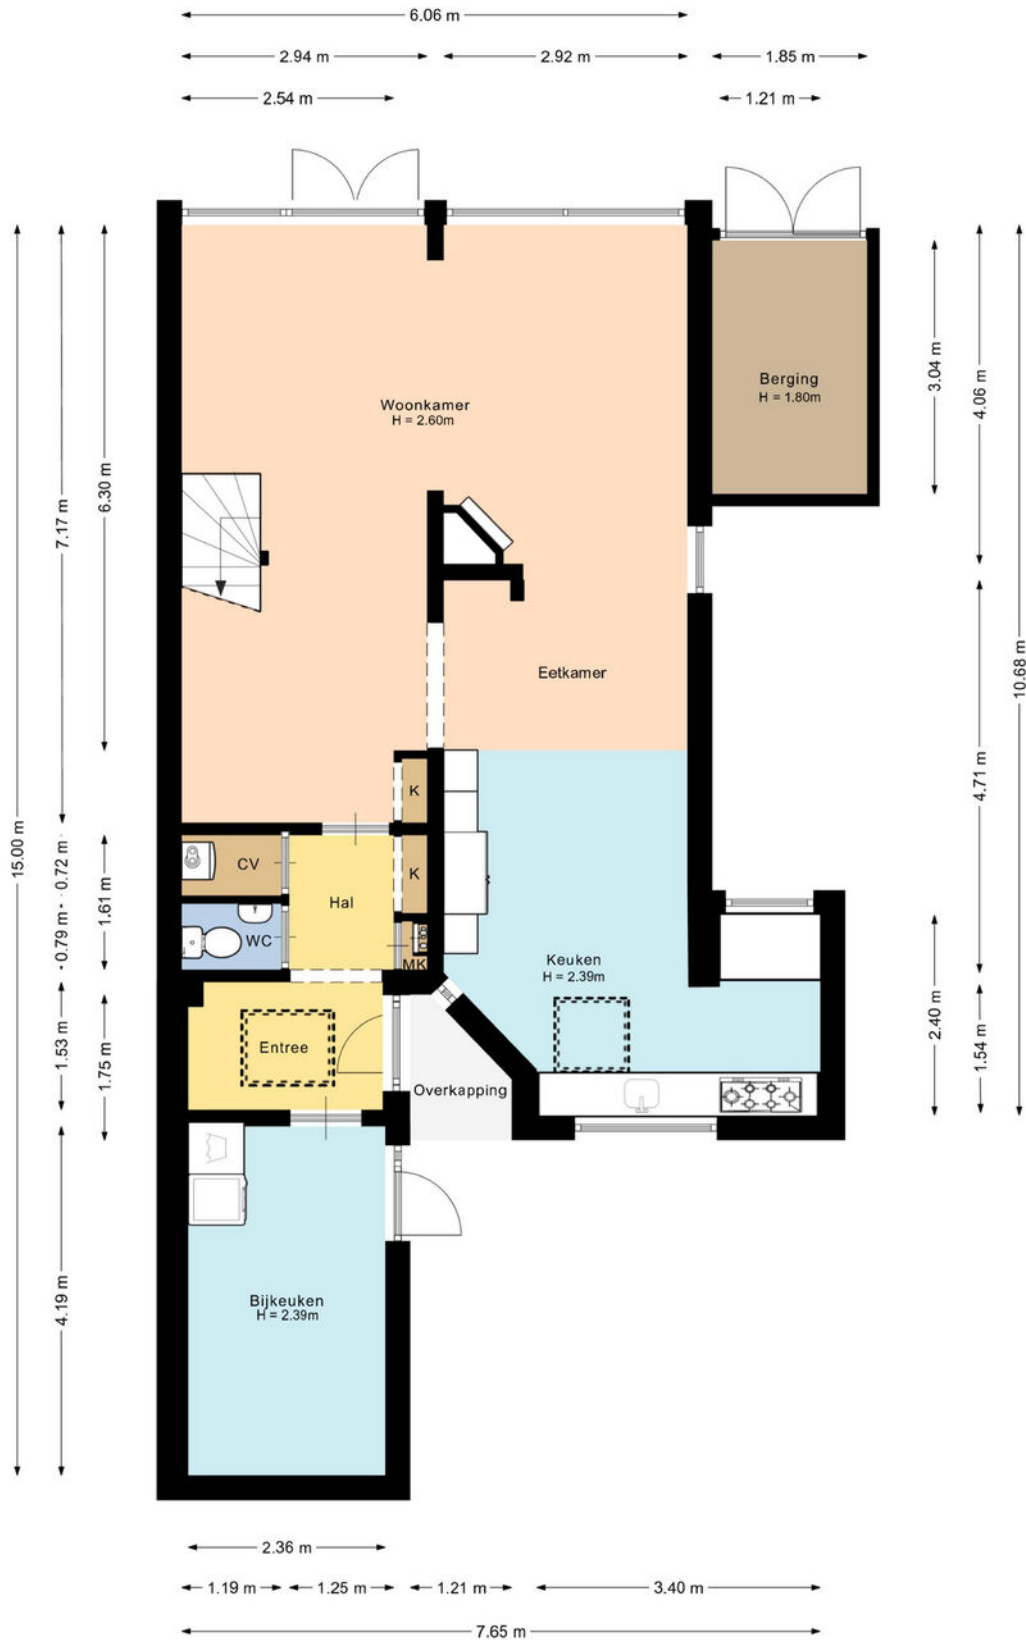 6.06 m
2.94 m
2.92 m
1.85 m
2.54 m
1.21 m
Woonkamer
H = 2.60m
Berging
H = 1.80m
3.04 m
4.06 m
6.30 m
7.17 m
10.68 m
Eetkamer
4.71 m
K
CV
K
Hal
WC
MK
15.00 m
0.72 m
0.79 m
1.61 m
Keuken
H = 2.39m
2.40 m
1.54 m
1.53 m
1.75 m
Entree
Overkapping
4.19 m
Bijkeuken
H = 2.39m
2.36 m
1.19 m
1.25 m
1.21 m
3.40 m
7.65 m